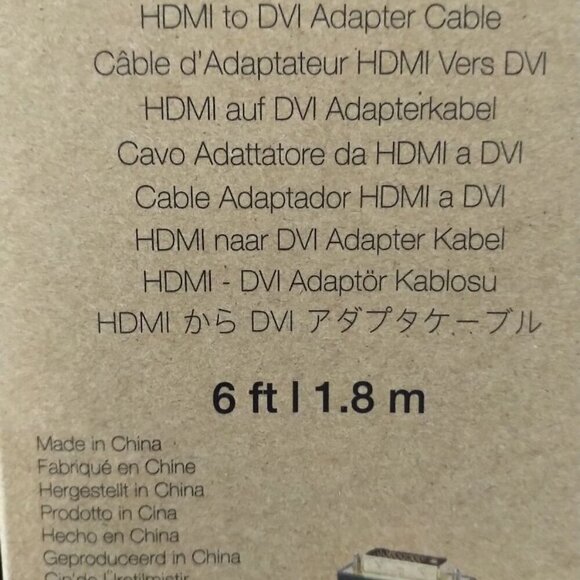 HDMI to DVI Adapter Cable
Câble d'Adaptateur HDMI Vers DVI
HDMI auf DVI Adapterkabel
Cavo Adattatore da HDMI a DVI
Cable Adaptador HDMI a DVI
HDMI naar DVI Adapter Kabel
HDMI - DVI Adaptör Kablosu
HDMI から DVI アダプタケーブル
6 ft | 1.8 m
Made in China
Fabriqué en Chine
Hergestellt in China
Prodotto in Cina
Hecho en China
Geproduceerd in China
Çin'de Üretilmiştir